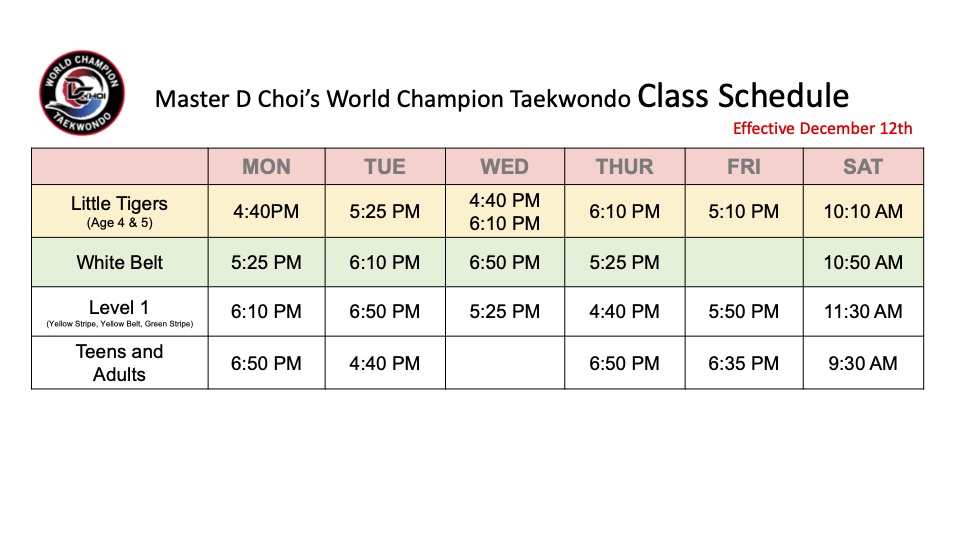 WORLD CHAMPION
DC CHOI
TAEKWONDO
Master D Choi’s World Champion Taekwondo Class Schedule
Effective December 12th
MON TUE WED THUR FRI SAT
Little Tigers
(Age 4 & 5)
4:40PM 5:25 PM 4:40 PM 6:10 PM 5:10 PM 10:10 AM
6:10 PM
White Belt 5:25 PM 6:10 PM 6:50 PM 5:25 PM 10:50 AM
Level 1
(Yellow Stripe, Yellow Belt, Green Stripe)
6:10 PM 6:50 PM 5:25 PM 4:40 PM 5:50 PM 11:30 AM
Teens and
Adults
6:50 PM 4:40 PM 6:50 PM 6:35 PM 9:30 AM